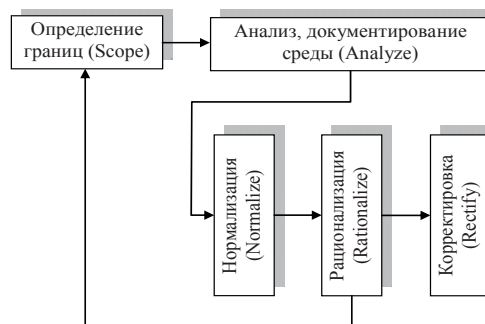 Определение
границ (Scope)
Анализ, документирование
среды (Analyze)
Нормализация
(Normalize)
Рационализация
(Rationalize)
Корректировка
(Rectify)